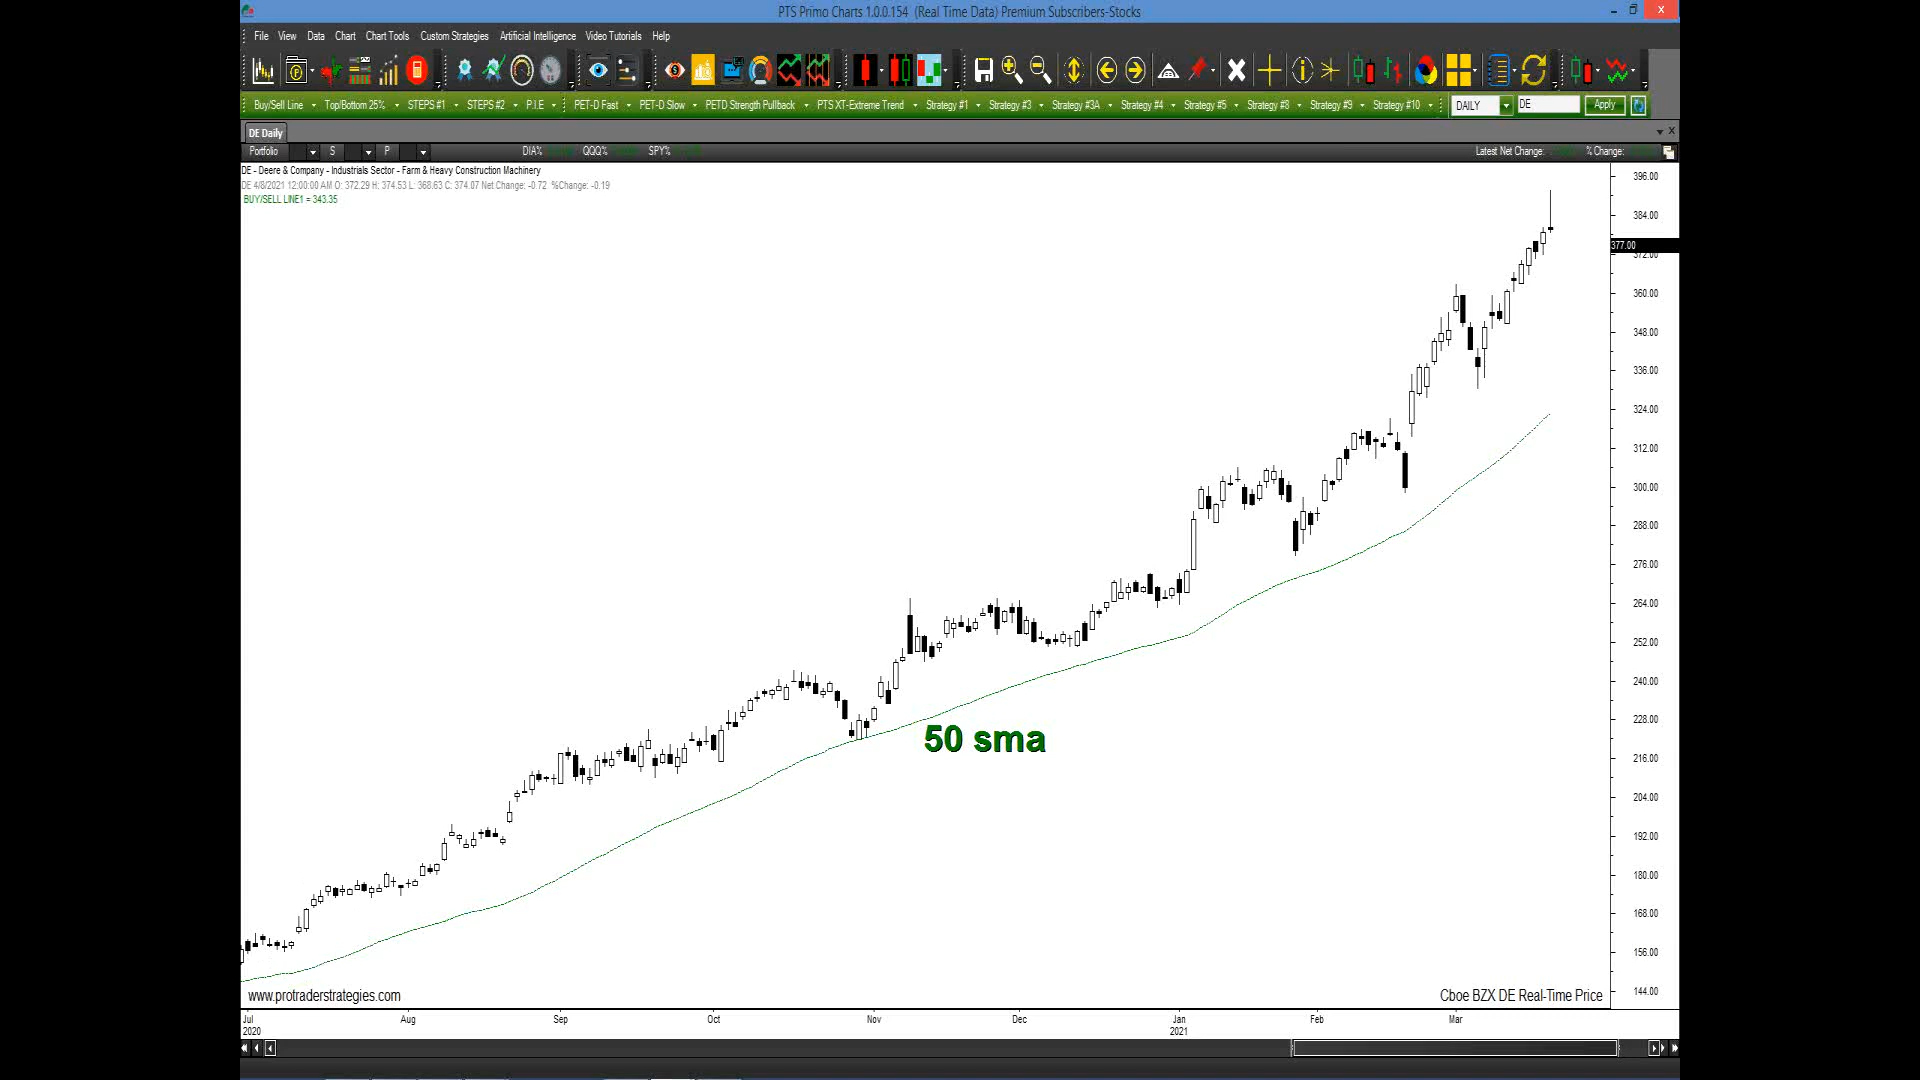 PTS Primo Charts 1.0.0.154 (Real Time Data) Premium Subscribers-Stocks
File View Data Chart Chart Tools Custom Strategies Artificial Intelligence Video Tutorials Help
Buy/Sell Line Top/Bottom 25% STEPS #1 STEPS #2 P.I.E PET-D Fast PET-D Slow PETD Strength Pullback PTS XT-Extreme Trend Strategy #1 Strategy #3 Strategy #3A Strategy #4 Strategy #5 Strategy #8 Strategy #9 Strategy #10 DAILY DE Apply
DE Daily
Portfolio S P DIA% QQQ% SPY% Latest Net Change: % Change:
DE - Deere & Company - Industrials Sector - Farm & Heavy Construction Machinery
DE 4/8/2021 12:00:00 AM O: 372.29 H: 374.53 L: 368.63 C: 374.07 Net Change: -0.72 %Change: -0.19
BUY/SELL LINE1 = 343.35
396.00
384.00
377.00
372.00
360.00
348.00
336.00
324.00
312.00
300.00
288.00
276.00
264.00
252.00
240.00
228.00
50 sma
216.00
204.00
192.00
180.00
168.00
156.00
144.00
www.protraderstrategies.com Cboe BZX DE Real-Time Price
Jul Aug Sep Oct Nov Dec Jan Feb Mar
2020 2021